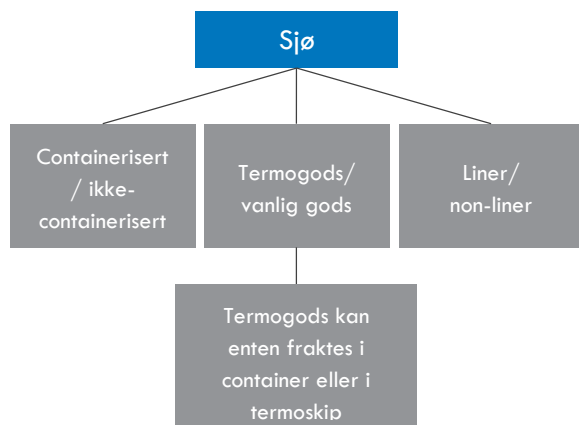 Sjø
Containerisert
/ ikke-
containerisert
Termogods/
vanlig gods
Liner/
non-liner
Termogods kan
enten fraktes i
container eller i
termoskip